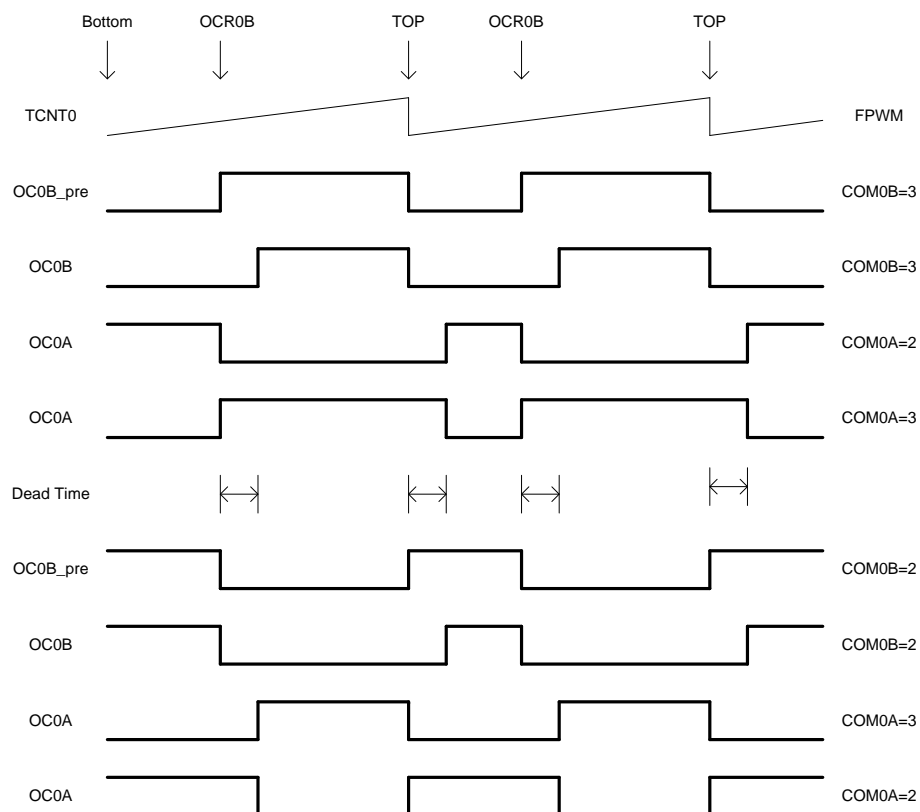 Bottom OCR0B TOP OCR0B TOP
TCNT0 FPWM
OC0B_pre COM0B=3
OC0B COM0B=3
OC0A COM0A=2
OC0A COM0A=3
Dead Time
OC0B_pre COM0B=2
OC0B COM0B=2
OC0A COM0A=3
OC0A COM0A=2